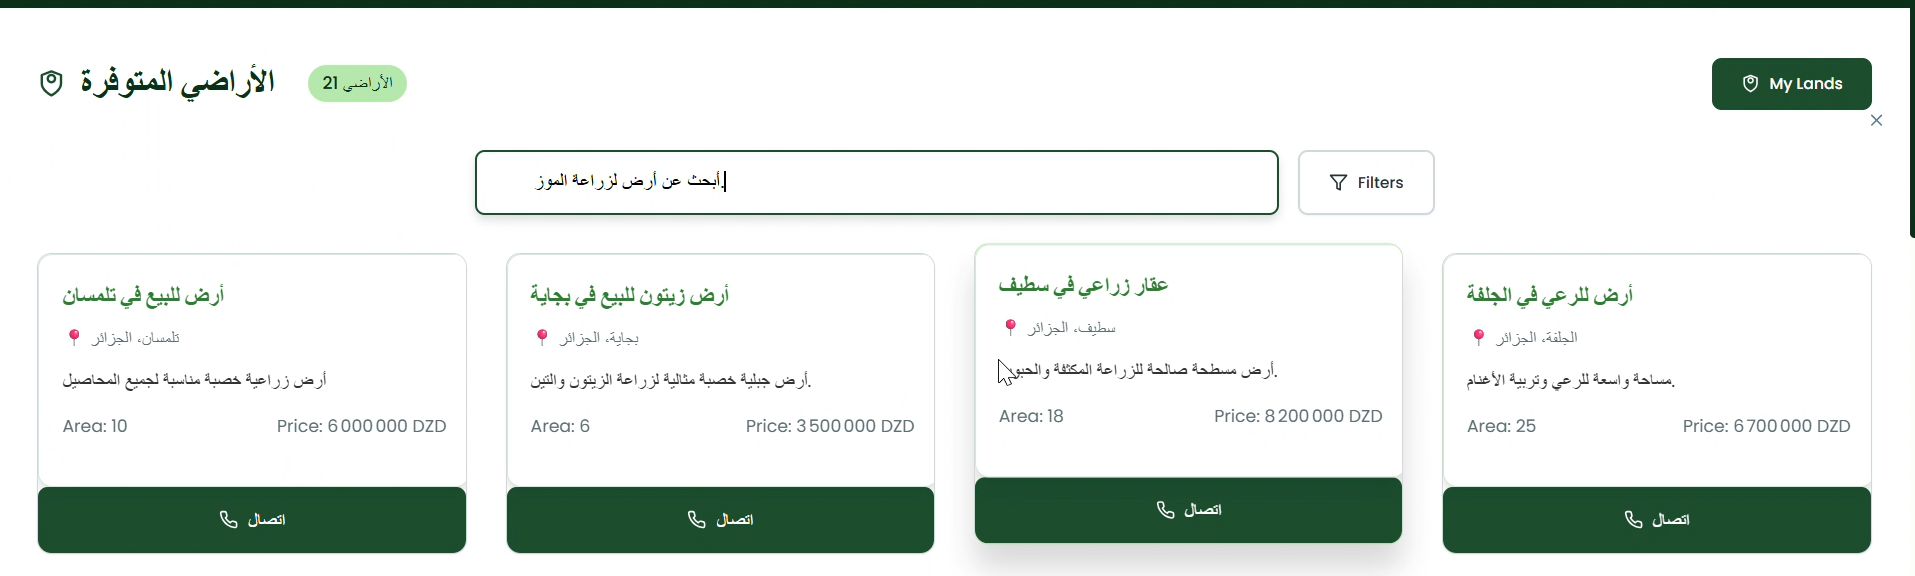 الأراضي المتوفرة
21 الأراضي
My Lands
أبحث عن أرض لزراعة الموز.
Filters
أرض للبيع في تلمسان
تلمسان، الجزائر
أرض زراعية خصبة مناسبة لجميع المحاصيل
Area: 10 Price: 6 000 000 DZD
اتصال
أرض زيتون للبيع في بجاية
بجاية، الجزائر
أرض جبلية خصبة مثالية لزراعة الزيتون والتين.
Area: 6 Price: 3 500 000 DZD
اتصال
عقار زراعي في سطيف
سطيف، الجزائر
أرض مسطحة صالحة للزراعة المكثفة والحبوب.
Area: 18 Price: 8 200 000 DZD
اتصال
أرض للرعي في الجلفة
الجلفة، الجزائر
مساحة واسعة للرعي وتربية الأغنام.
Area: 25 Price: 6 700 000 DZD
اتصال